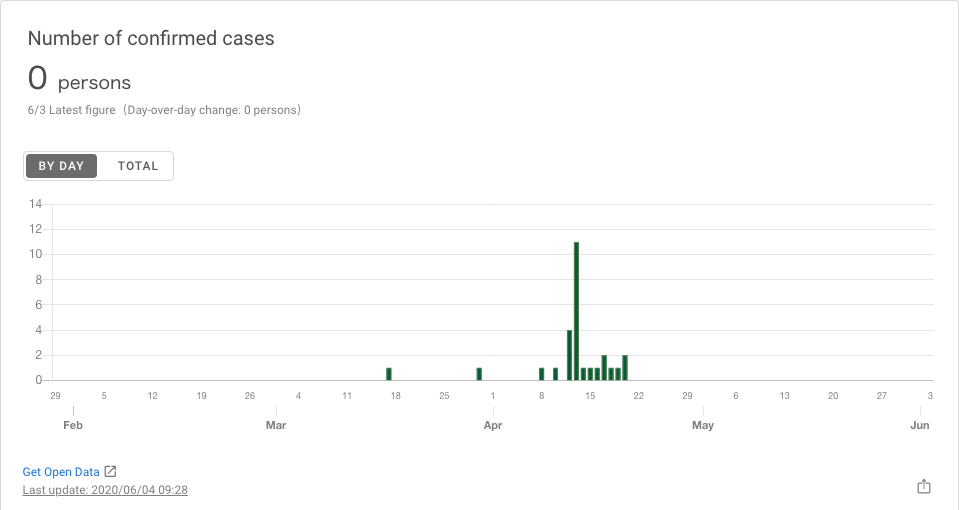 Number of confirmed cases
0 persons
6/3 Latest figure（Day-over-day change: 0 persons）
BY DAY TOTAL
14
12
10
8
6
4
2
0
29 5 12 19 26 4 11 18 25 1 8 15 22 29 6 13 20 27 3
Feb Mar Apr May Jun
Get Open Data
Last update: 2020/06/04 09:28